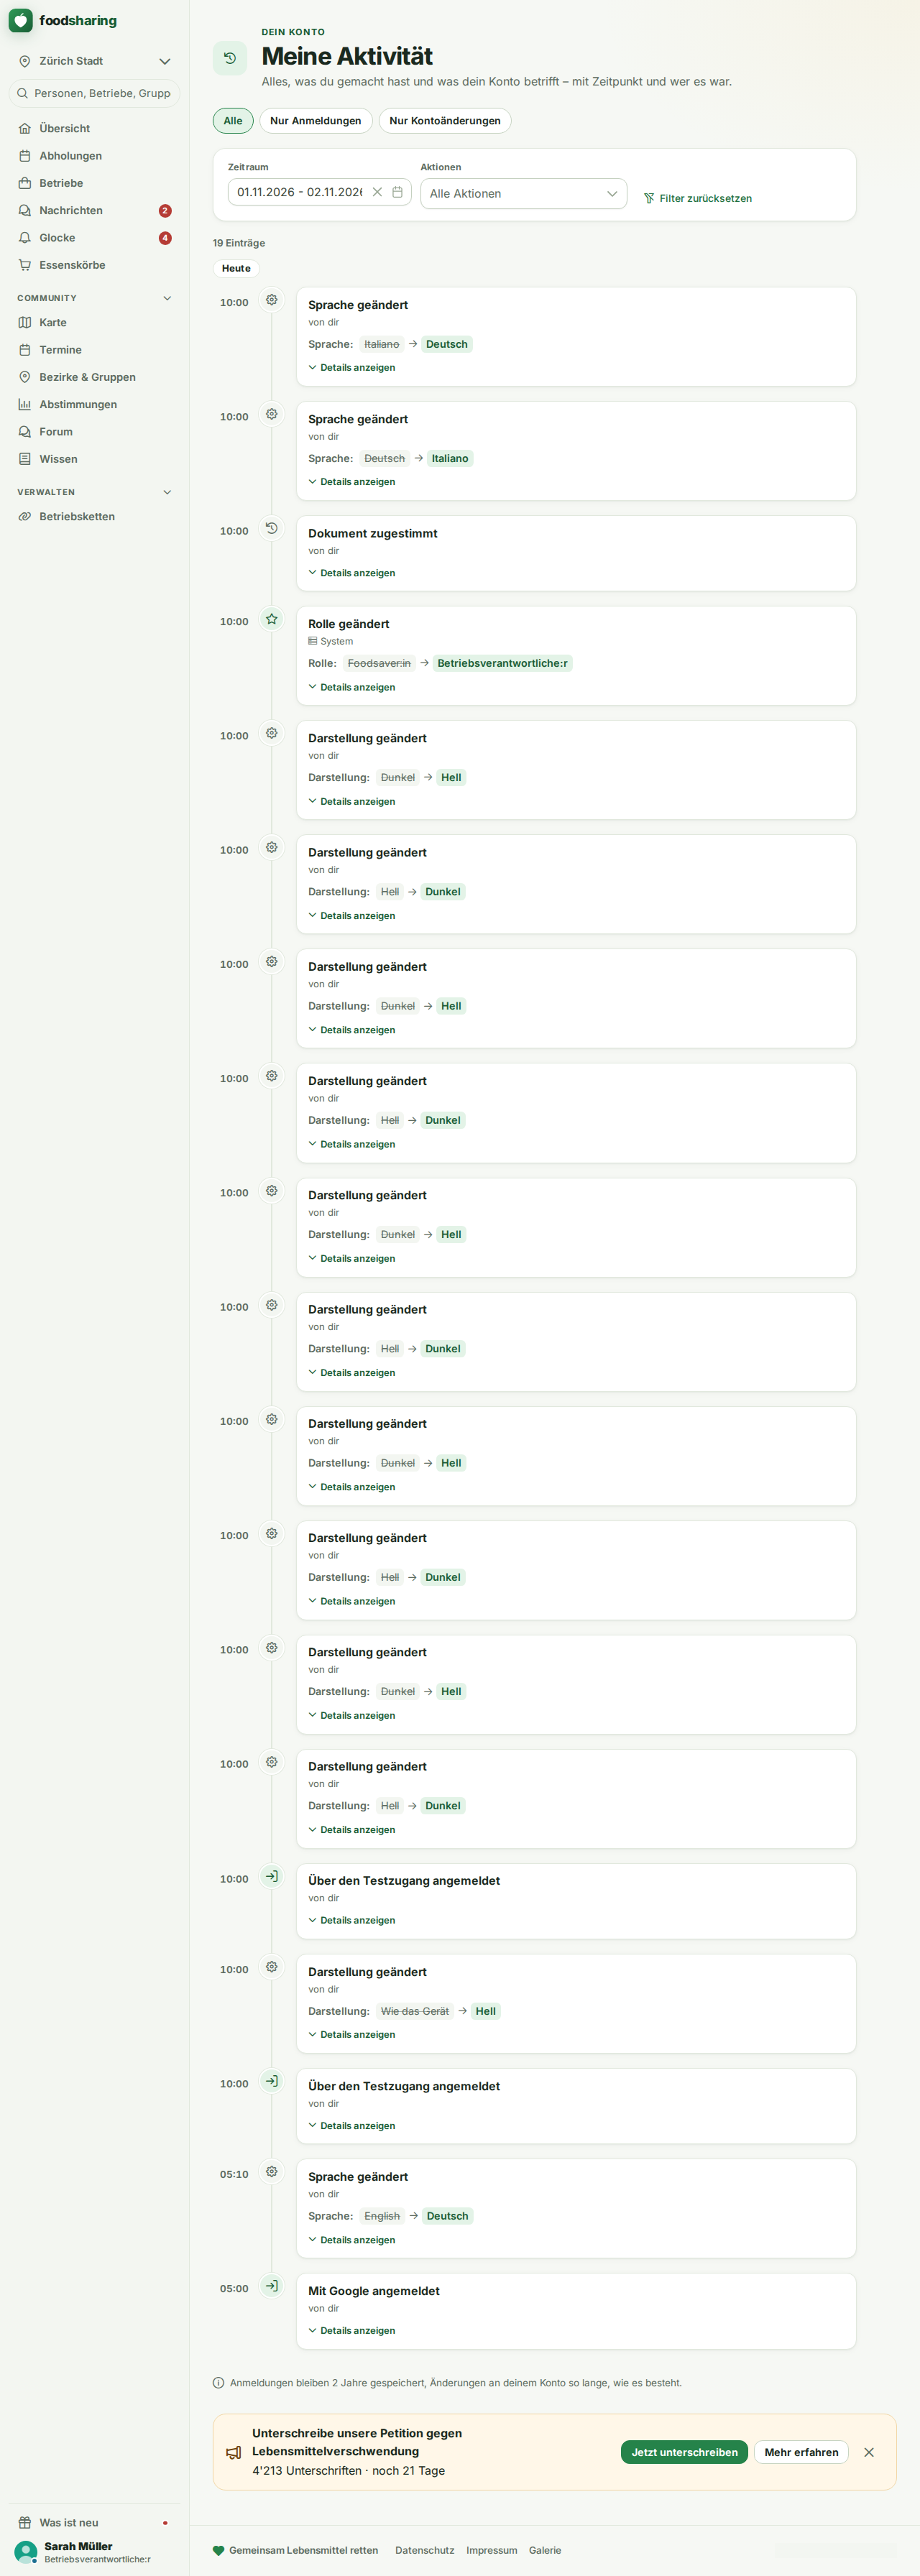 foodsharing
Zürich Stadt
Personen, Betriebe, Grupp
Übersicht
Abholungen
Betriebe
Nachrichten 2
Glocke 4
Essenskörbe
COMMUNITY
Karte
Termine
Bezirke & Gruppen
Abstimmungen
Forum
Wissen
VERWALTEN
Betriebsketten
Was ist neu
Sarah Müller
Betriebsverantwortliche:r
DEIN KONTO
Meine Aktivität
Alles, was du gemacht hast und was dein Konto betrifft – mit Zeitpunkt und wer es war.
Alle Nur Anmeldungen Nur Kontoänderungen
Zeitraum Aktionen
01.11.2026 - 02.11.2026 Alle Aktionen Filter zurücksetzen
19 Einträge
Heute
10:00 Sprache geändert
von dir
Sprache: Italiano → Deutsch
Details anzeigen
10:00 Sprache geändert
von dir
Sprache: Deutsch → Italiano
Details anzeigen
10:00 Dokument zugestimmt
von dir
Details anzeigen
10:00 Rolle geändert
System
Rolle: Foodsaver:in → Betriebsverantwortliche:r
Details anzeigen
10:00 Darstellung geändert
von dir
Darstellung: Dunkel → Hell
Details anzeigen
10:00 Darstellung geändert
von dir
Darstellung: Hell → Dunkel
Details anzeigen
10:00 Darstellung geändert
von dir
Darstellung: Dunkel → Hell
Details anzeigen
10:00 Darstellung geändert
von dir
Darstellung: Hell → Dunkel
Details anzeigen
10:00 Darstellung geändert
von dir
Darstellung: Dunkel → Hell
Details anzeigen
10:00 Darstellung geändert
von dir
Darstellung: Hell → Dunkel
Details anzeigen
10:00 Darstellung geändert
von dir
Darstellung: Dunkel → Hell
Details anzeigen
10:00 Darstellung geändert
von dir
Darstellung: Hell → Dunkel
Details anzeigen
10:00 Darstellung geändert
von dir
Darstellung: Dunkel → Hell
Details anzeigen
10:00 Darstellung geändert
von dir
Darstellung: Hell → Dunkel
Details anzeigen
10:00 Über den Testzugang angemeldet
von dir
Details anzeigen
10:00 Darstellung geändert
von dir
Darstellung: Wie das Gerät → Hell
Details anzeigen
10:00 Über den Testzugang angemeldet
von dir
Details anzeigen
05:10 Sprache geändert
von dir
Sprache: English → Deutsch
Details anzeigen
05:00 Mit Google angemeldet
von dir
Details anzeigen
Anmeldungen bleiben 2 Jahre gespeichert, Änderungen an deinem Konto so lange, wie es besteht.
Unterschreibe unsere Petition gegen
Lebensmittelverschwendung
4'213 Unterschriften · noch 21 Tage
Jetzt unterschreiben Mehr erfahren
Gemeinsam Lebensmittel retten Datenschutz Impressum Galerie